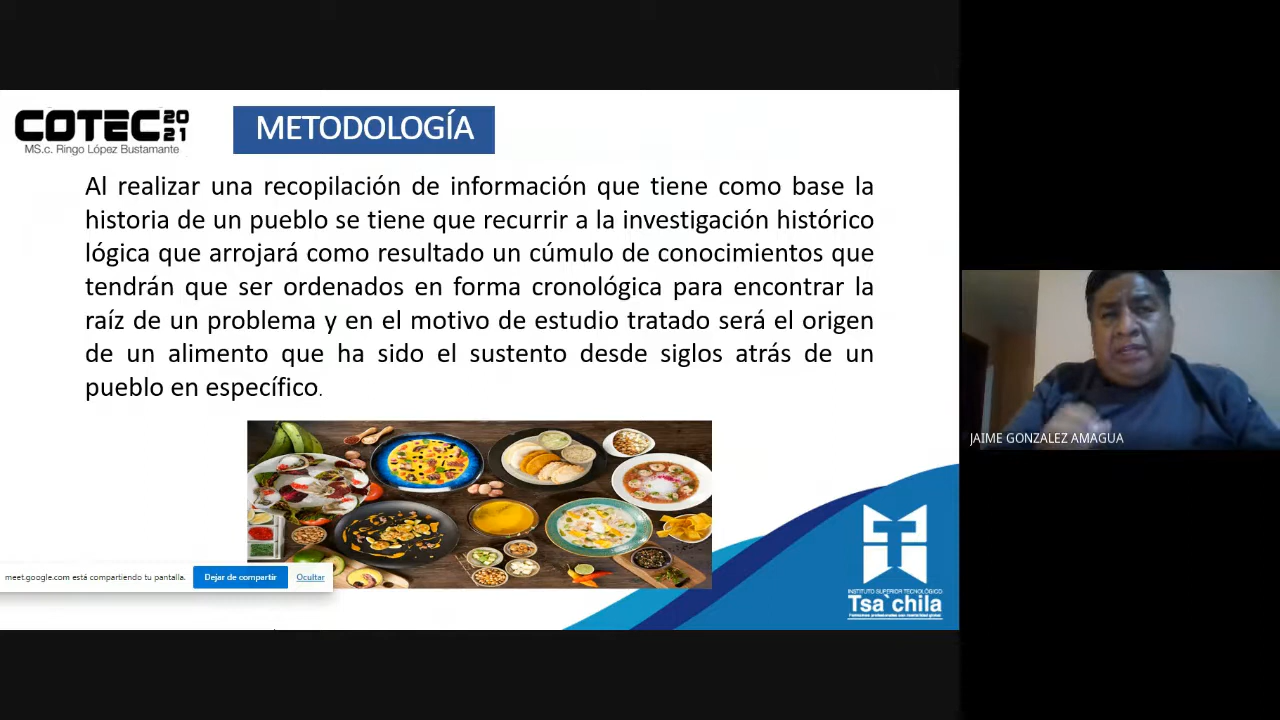 COTEC 20 21
MS.c. Ringo López Bustamante
METODOLOGÍA
Al realizar una recopilación de información que tiene como base la
historia de un pueblo se tiene que recurrir a la investigación histórico
lógica que arrojará como resultado un cúmulo de conocimientos que
tendrán que ser ordenados en forma cronológica para encontrar la
raíz de un problema y en el motivo de estudio tratado será el origen
de un alimento que ha sido el sustento desde siglos atrás de un
pueblo en específico.
JAIME GONZALEZ AMAGUA
meet.google.com está compartiendo tu pantalla.
Dejar de compartir
Ocultar
INSTITUTO SUPERIOR TECNOLÓGICO
Tsa`chila